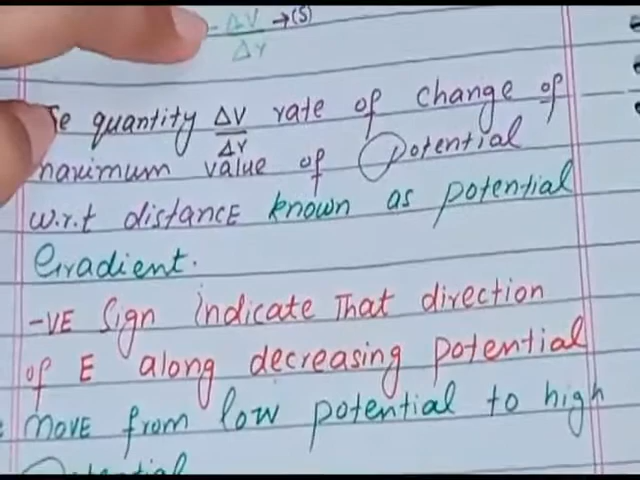 - ΔV/Δr →(5)
quantity ΔV/Δr rate of change of
maximum value of potential
w.r.t distance known as potential
Gradient.
-VE Sign indicate That direction
of E along decreasing potential
move from low potential to high